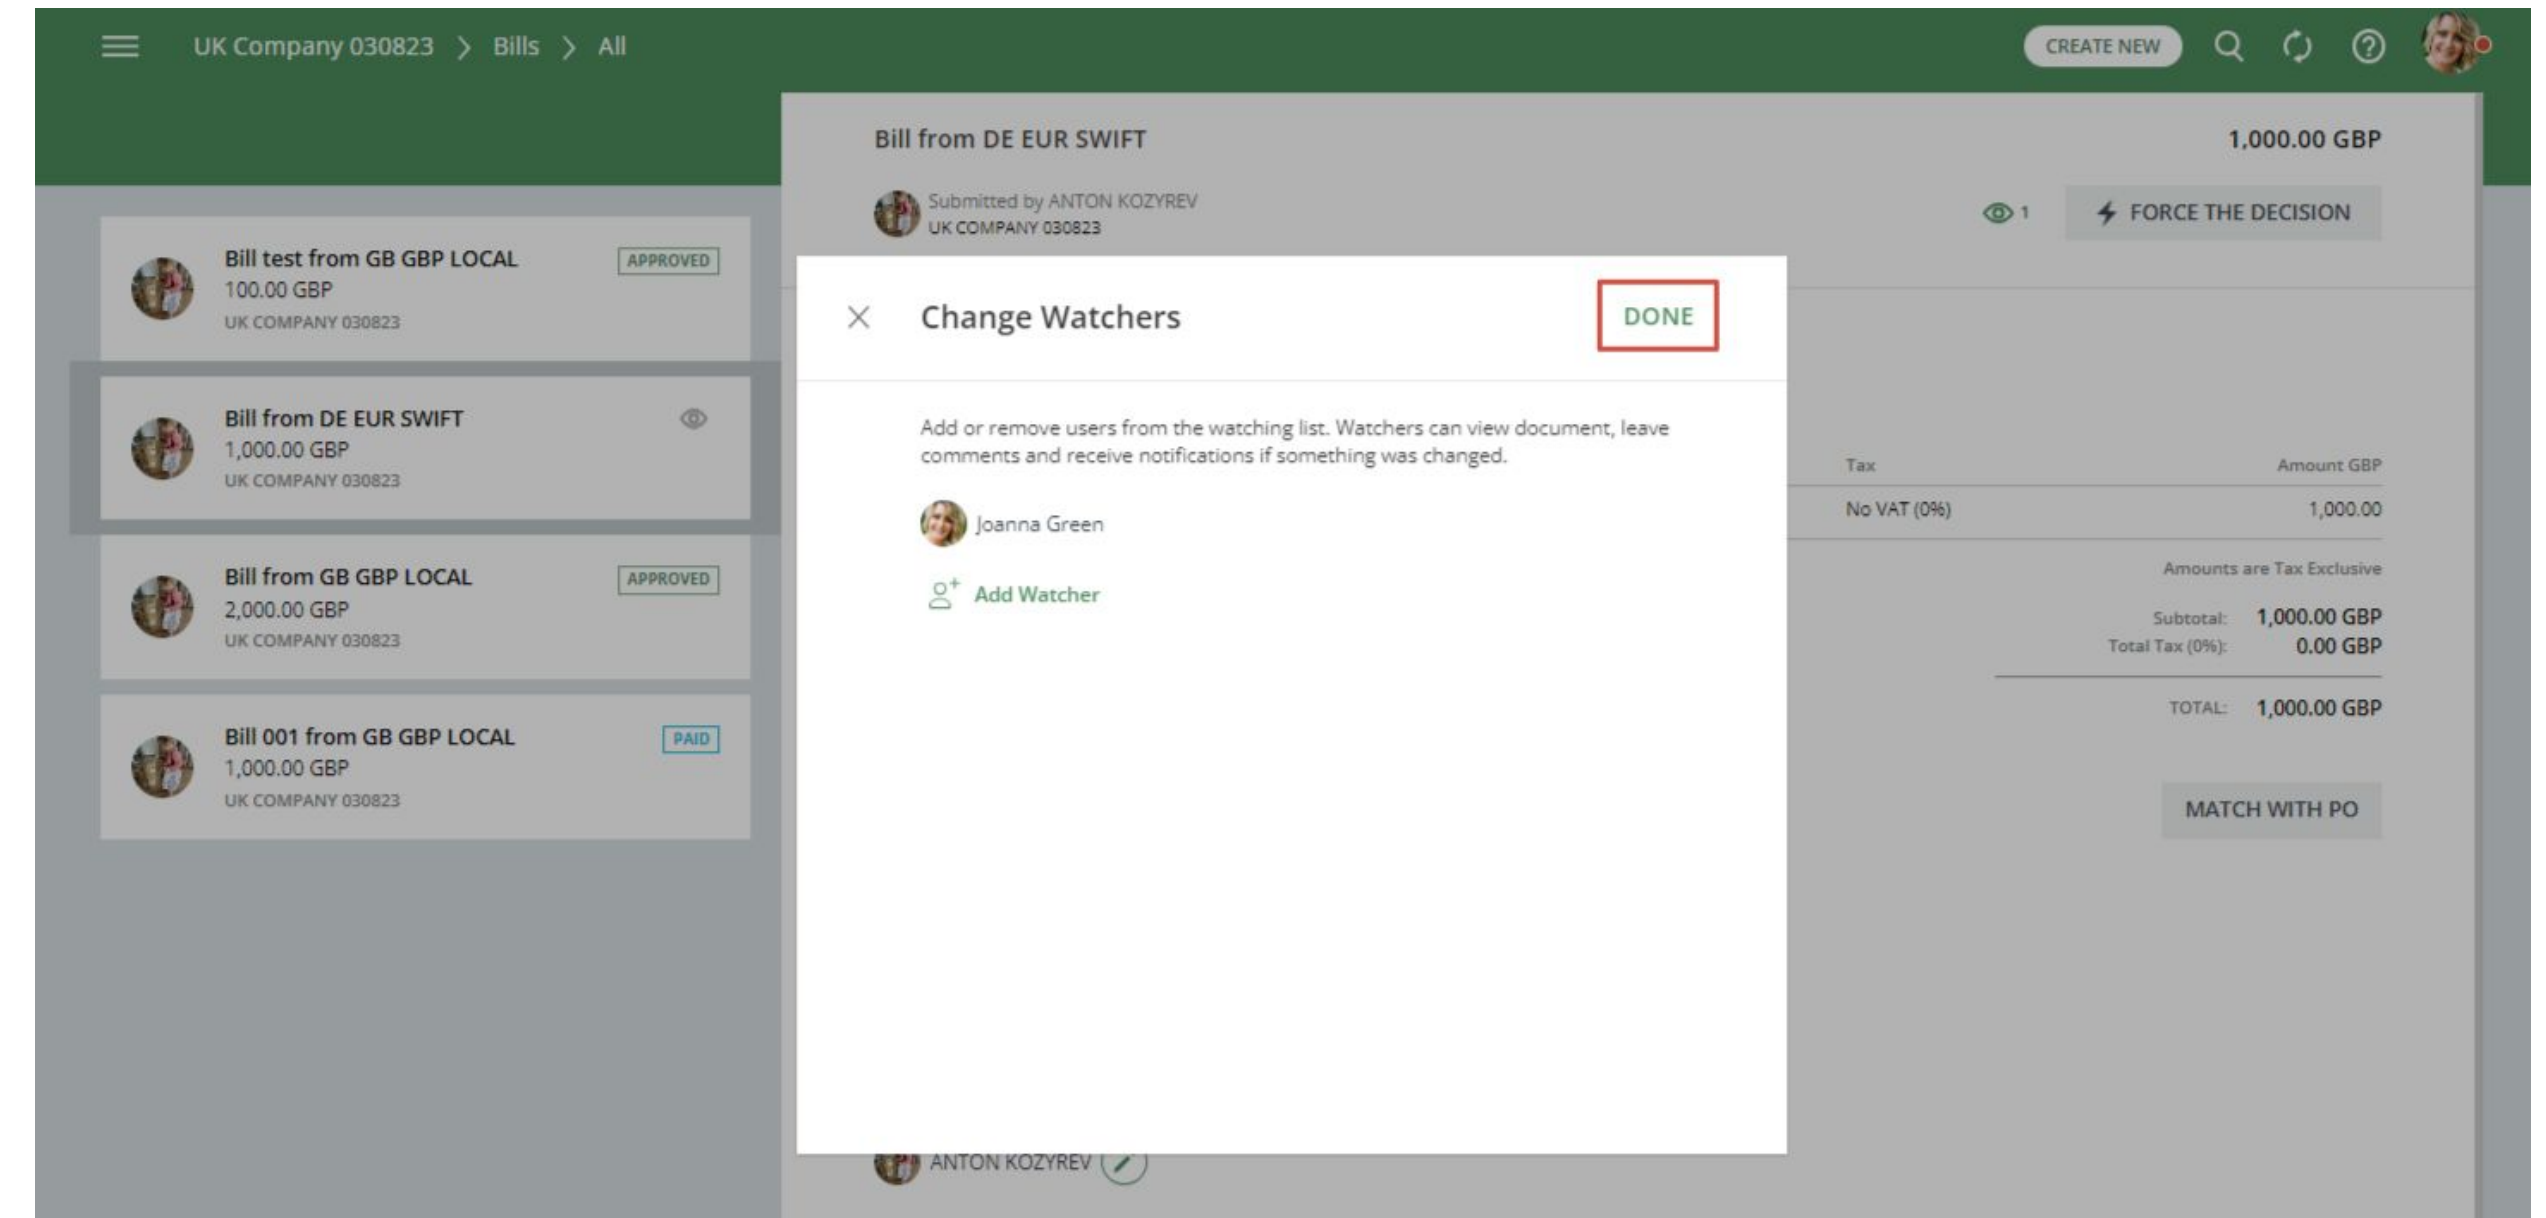 UK Company 030823 > Bills > All
CREATE NEW
Bill test from GB GBP LOCAL
APPROVED
100.00 GBP
UK COMPANY 030823
Bill from DE EUR SWIFT
1,000.00 GBP
UK COMPANY 030823
Bill from GB GBP LOCAL
APPROVED
2,000.00 GBP
UK COMPANY 030823
Bill 001 from GB GBP LOCAL
PAID
1,000.00 GBP
UK COMPANY 030823
Bill from DE EUR SWIFT
1,000.00 GBP
Submitted by ANTON KOZYREV
UK COMPANY 030823
1
FORCE THE DECISION
Change Watchers
DONE
Add or remove users from the watching list. Watchers can view document, leave
comments and receive notifications if something was changed.
Joanna Green
Add Watcher
Tax Amount GBP
No VAT (0%) 1,000.00
Amounts are Tax Exclusive
Subtotal: 1,000.00 GBP
Total Tax (0%): 0.00 GBP
TOTAL: 1,000.00 GBP
MATCH WITH PO
ANTON KOZYREV